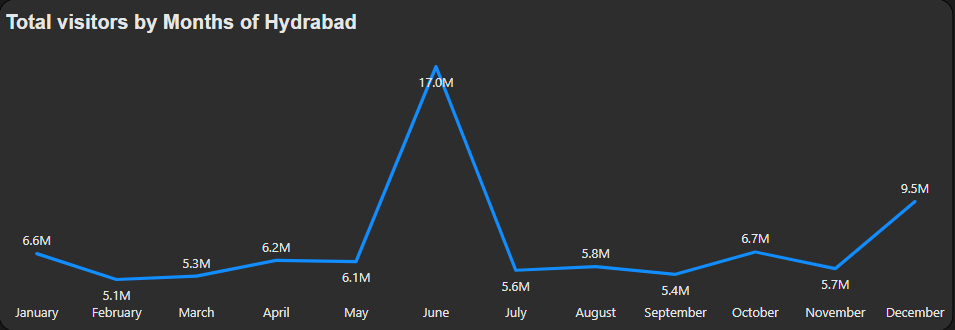 Total visitors by Months of Hydrabad
17.0M
9.5M
6.6M
6.7M
6.2M
5.8M
5.3M
6.1M
5.6M
5.7M
5.4M
5.1M
January February March April May June July August September October November December